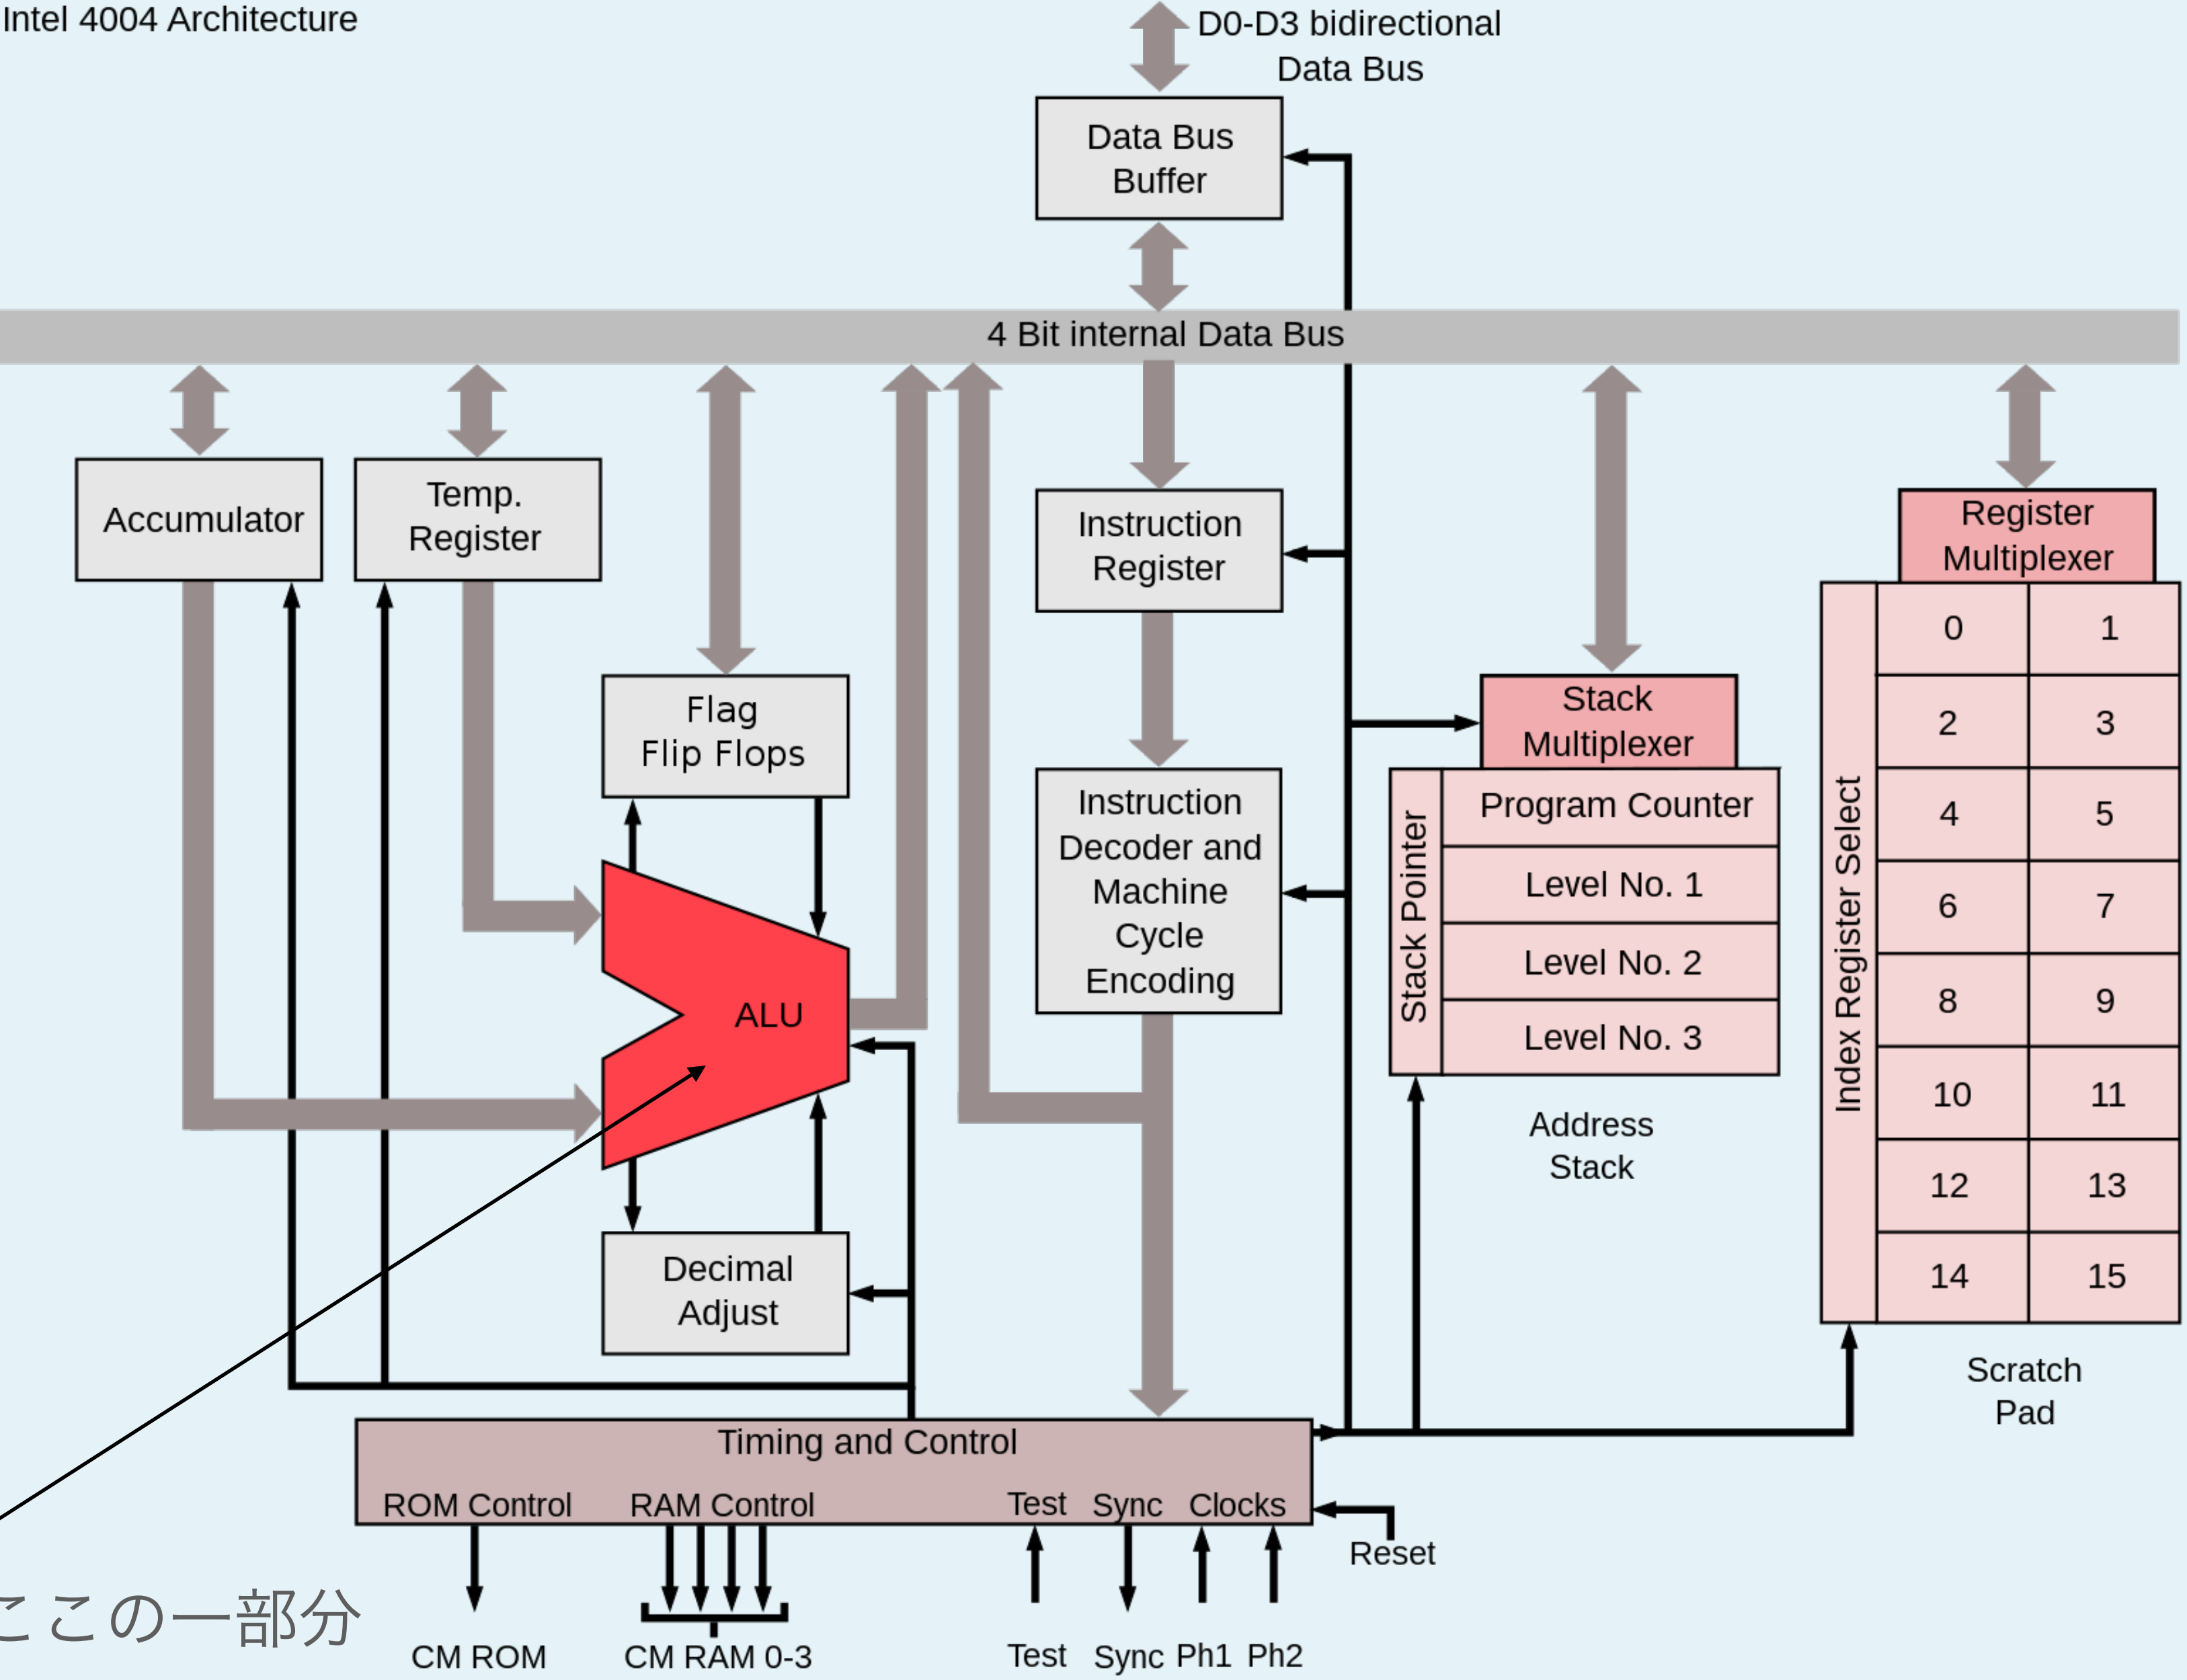 Intel 4004 Architecture
D0-D3 bidirectional
Data Bus
Data Bus
Buffer
4 Bit internal Data Bus
Accumulator
Temp.
Register
Flag
Flip Flops
ALU
Decimal
Adjust
Instruction
Register
Instruction
Decoder and
Machine
Cycle
Encoding
Stack
Multiplexer
Stack Pointer
Program Counter
Level No. 1
Level No. 2
Level No. 3
Address
Stack
Register
Multiplexer
Index Register Select
0 1
2 3
4 5
6 7
8 9
10 11
12 13
14 15
Scratch
Pad
Timing and Control
ROM Control RAM Control Test Sync Clocks
Reset
ここの一部分
CM ROM CM RAM 0-3 Test Sync Ph1 Ph2